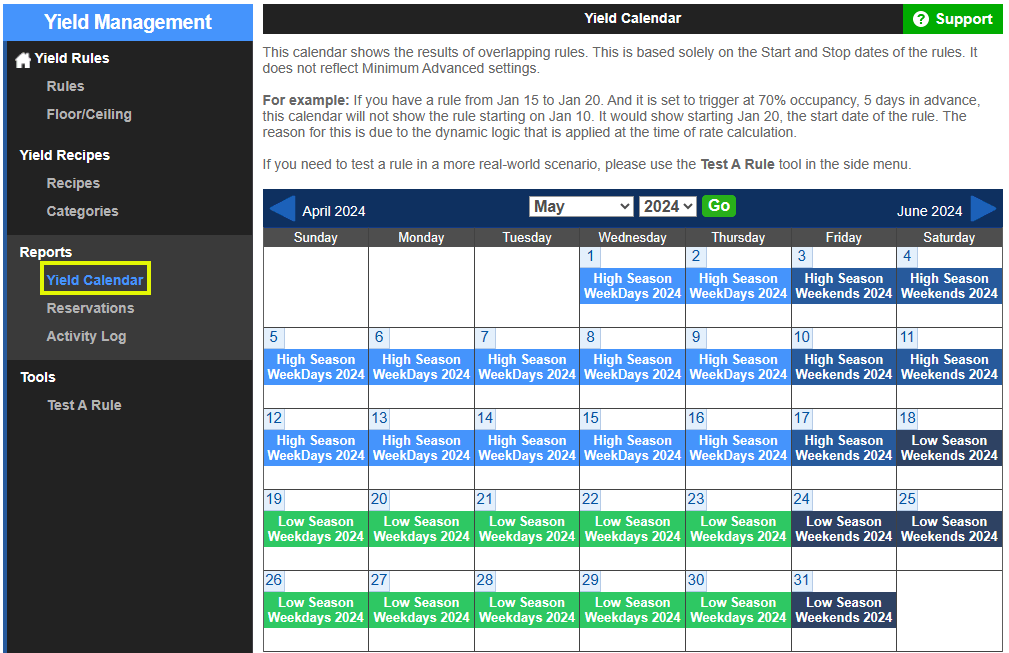 Yield Management
Yield Rules
Rules
Floor/Ceiling
Yield Recipes
Recipes
Categories
Reports
Yield Calendar
Reservations
Activity Log
Tools
Test A Rule
Yield Calendar
? Support
This calendar shows the results of overlapping rules. This is based solely on the Start and Stop dates of the rules. It
does not reflect Minimum Advanced settings.
For example: If you have a rule from Jan 15 to Jan 20. And it is set to trigger at 70% occupancy, 5 days in advance,
this calendar will not show the rule starting on Jan 10. It would show starting Jan 20, the start date of the rule. The
reason for this is due to the dynamic logic that is applied at the time of rate calculation.
If you need to test a rule in a more real-world scenario, please use the Test A Rule tool in the side menu.
April 2024 May 2024 Go June 2024
Sunday Monday Tuesday Wednesday Thursday Friday Saturday
1 2 3 4
High Season High Season High Season High Season
WeekDays 2024 WeekDays 2024 Weekends 2024 Weekends 2024
5 6 7 8 9 10 11
High Season High Season High Season High Season High Season High Season High Season
WeekDays 2024 WeekDays 2024 WeekDays 2024 WeekDays 2024 WeekDays 2024 Weekends 2024 Weekends 2024
12 13 14 15 16 17 18
High Season High Season High Season High Season High Season High Season Low Season
WeekDays 2024 WeekDays 2024 WeekDays 2024 WeekDays 2024 WeekDays 2024 Weekends 2024 Weekends 2024
19 20 21 22 23 24 25
Low Season Low Season Low Season Low Season Low Season Low Season Low Season
Weekdays 2024 Weekdays 2024 Weekdays 2024 Weekdays 2024 Weekdays 2024 Weekends 2024 Weekends 2024
26 27 28 29 30 31
Low Season Low Season Low Season Low Season Low Season Low Season
Weekdays 2024 Weekdays 2024 Weekdays 2024 Weekdays 2024 Weekdays 2024 Weekends 2024